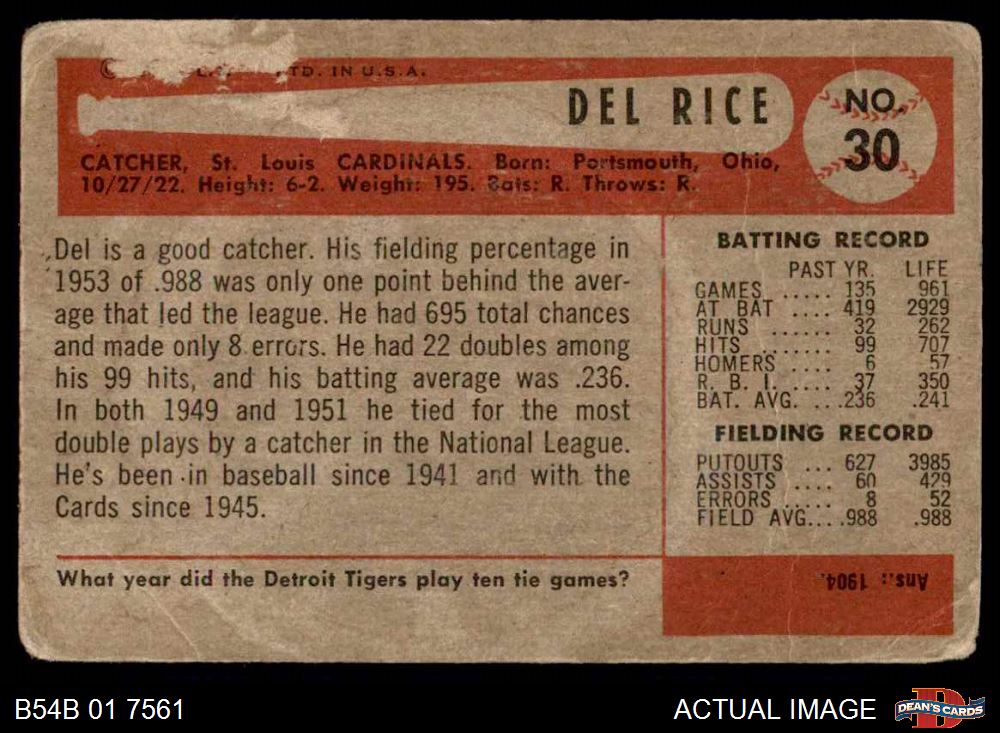 L. TD. IN U.S.A.
DEL RICE
NO.
30
CATCHER, St. Louis CARDINALS. Born: Portsmouth, Ohio,
10/27/22. Height: 6-2. Weight: 195. Bats: R. Throws: R.
Del is a good catcher. His fielding percentage in
1953 of .988 was only one point behind the aver-
age that led the league. He had 695 total chances
and made only 8 errors. He had 22 doubles among
his 99 hits, and his batting average was .236.
In both 1949 and 1951 he tied for the most
double plays by a catcher in the National League.
He's been in baseball since 1941 and with the
Cards since 1945.
BATTING RECORD
PAST YR. LIFE
GAMES ..... 135 961
AT BAT .... 419 2929
RUNS ...... 32 262
HITS ....... 99 707
HOMERS .... 6 57
R. B. I. .... 37 350
BAT. AVG. ... .236 .241
FIELDING RECORD
PUTOUTS ... 627 3985
ASSISTS .... 60 429
ERRORS ..... 8 52
FIELD AVG.... .988 .988
What year did the Detroit Tigers play ten tie games?
Ans.: 1904.
B54B 01 7561
ACTUAL IMAGE
DEAN'S CARDS